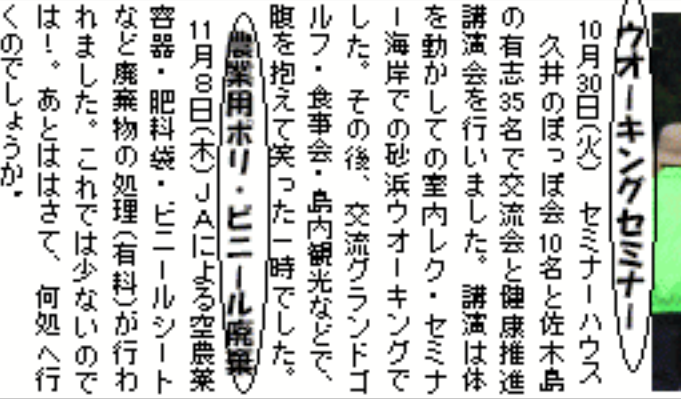 ウオーキングセミナー
10月30日(火) セミナーハウス
久井のぽっぽ会10名と佐木島
の有志35名で交流会と健康推進
講演会を行いました。講演は体
を動かしての室内レク・セミナ
ー海岸での砂浜ウオーキングで
した。その後、交流グランドゴ
ルフ・食事会・島内観光などで、
腹を抱えて笑った一時でした。
農業用ポリ・ビニール廃棄
11月8日(木)JAによる空農薬
容器・肥料袋・ビニールシート
など廃棄物の処理(有料)が行わ
れました。これでは少ないので
は!。あとははさて、何処へ行
くのでしょうか。